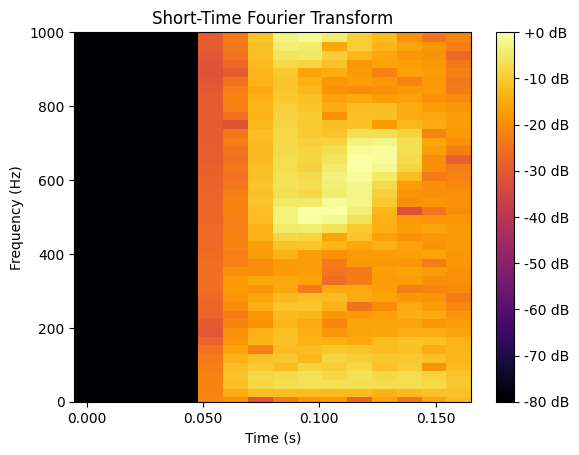 Short-Time Fourier Transform
1000
800
600
400
200
0
Frequency (Hz)
0.000
0.050
0.100
0.150
Time (s)
+0 dB
-10 dB
-20 dB
-30 dB
-40 dB
-50 dB
-60 dB
-70 dB
-80 dB